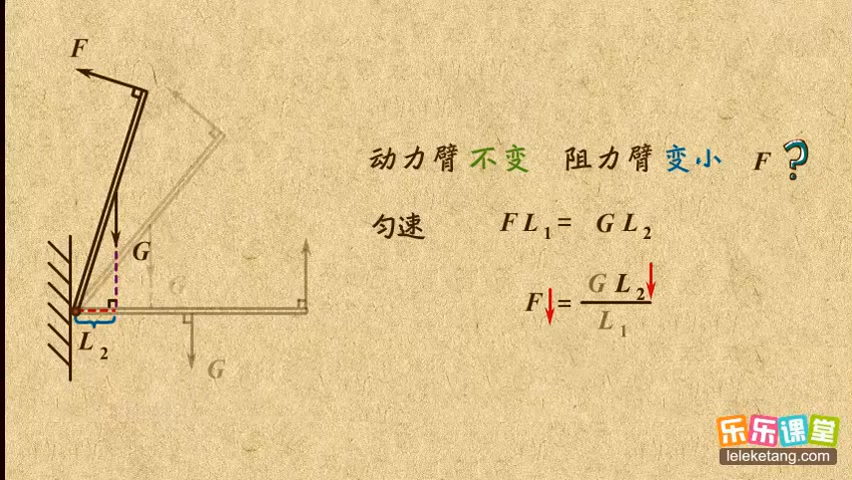 F
动力臂不变 阻力臂变小 F?
匀速 FL₁= GL₂
F↓= GL₂↓
L₁
G
G
L₂
G
乐乐课堂
leleketang.com